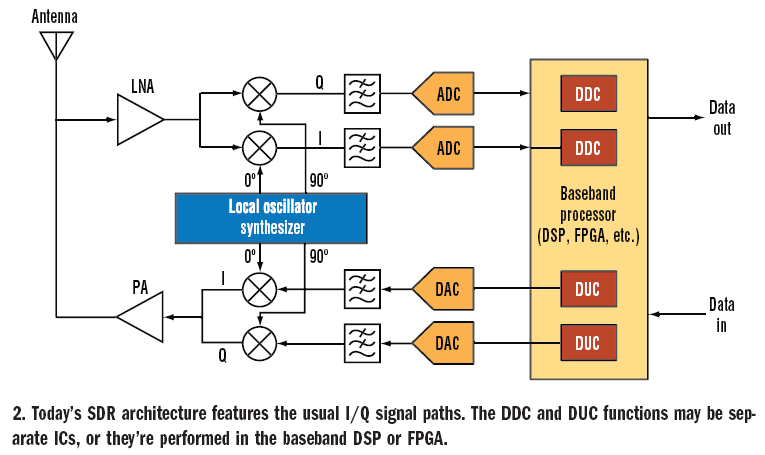 Antenna
LNA
Q
ADC
DDC
Data
out
I
ADC
DDC
0° 90°
Local oscillator
synthesizer
Baseband
processor
(DSP, FPGA, etc.)
0° 90°
PA
I
DAC
DUC
Data
in
Q
DAC
DUC
2. Today's SDR architecture features the usual I/Q signal paths. The DDC and DUC functions may be sep-
arate ICs, or they're performed in the baseband DSP or FPGA.